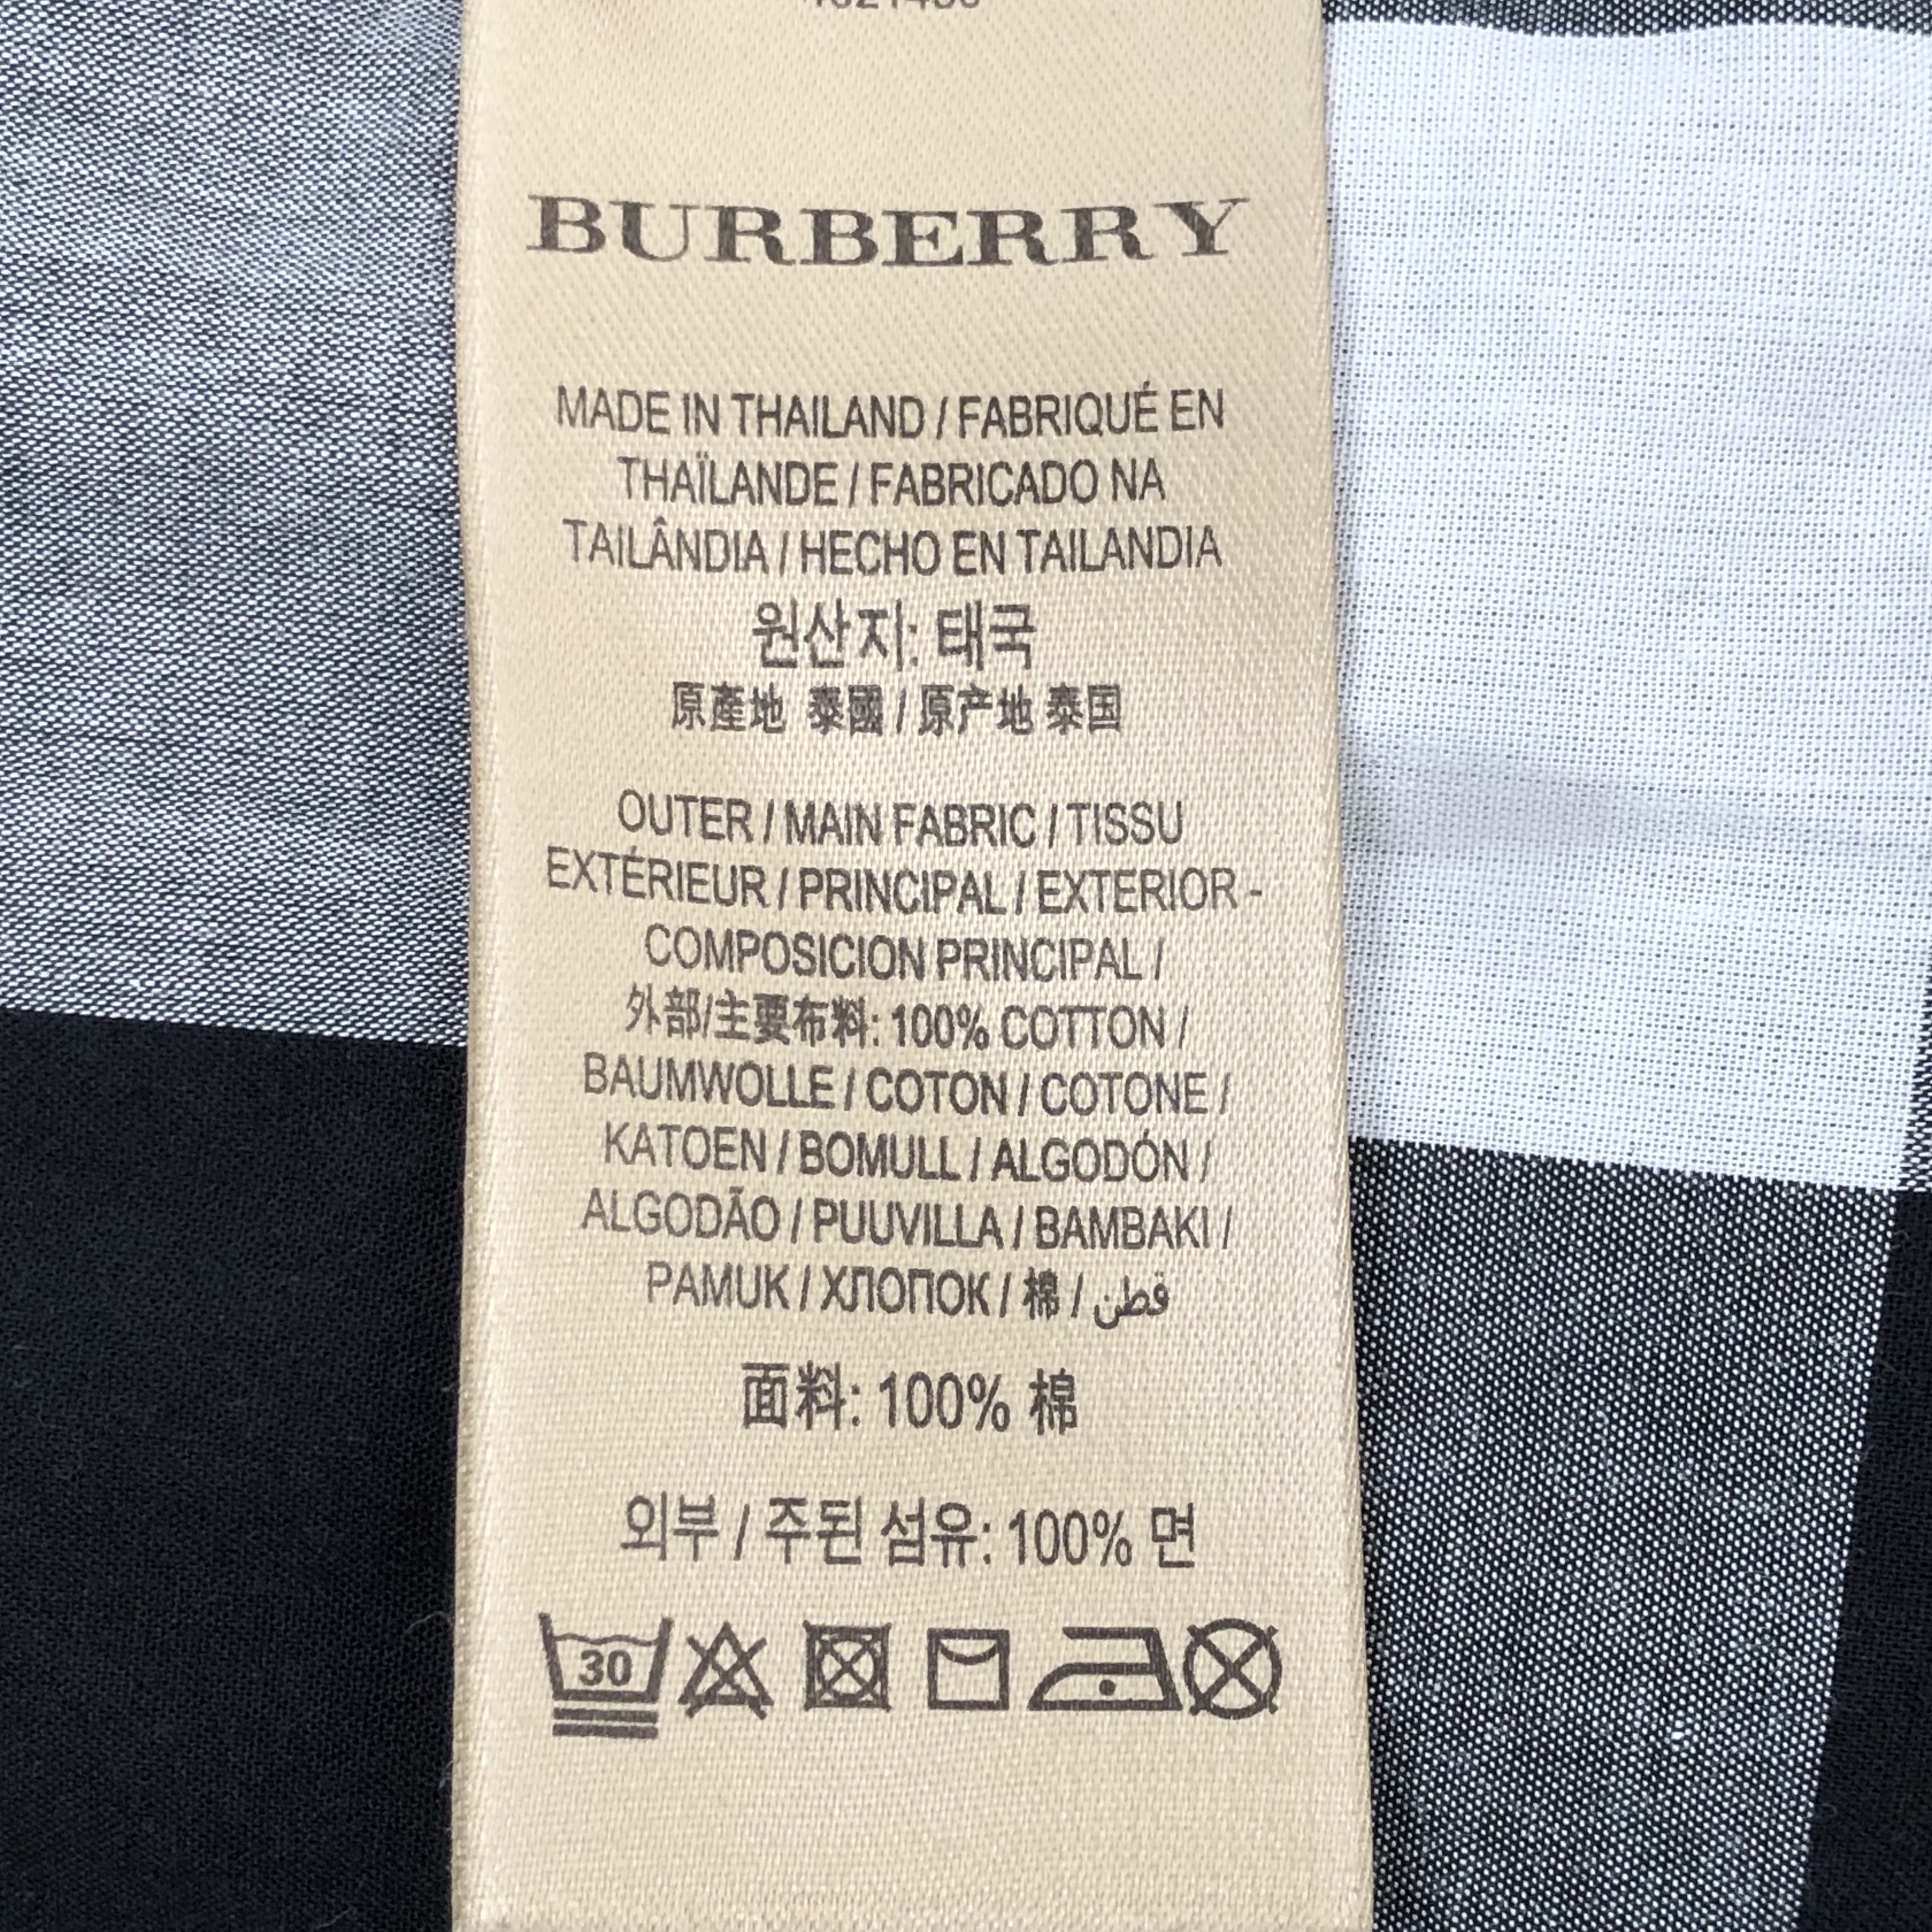 BURBERRY
MADE IN THAILAND / FABRIQUÉ EN
THAÏLANDE / FABRICADO NA
TAILÂNDIA / HECHO EN TAILANDIA
원산지: 태국
原產地 泰國 / 原产地 泰国
OUTER / MAIN FABRIC / TISSU
EXTÉRIEUR / PRINCIPAL / EXTERIOR -
COMPOSICION PRINCIPAL /
外部/主要布料: 100% COTTON /
BAUMWOLLE / COTON / COTONE /
KATOEN / BOMULL / ALGODÓN /
ALGODÃO / PUUVILLA / BAMBAKI /
PAMUK / ХЛОПОК / 棉 / قطن
面料: 100% 棉
외부 / 주된 섬유: 100% 면
30